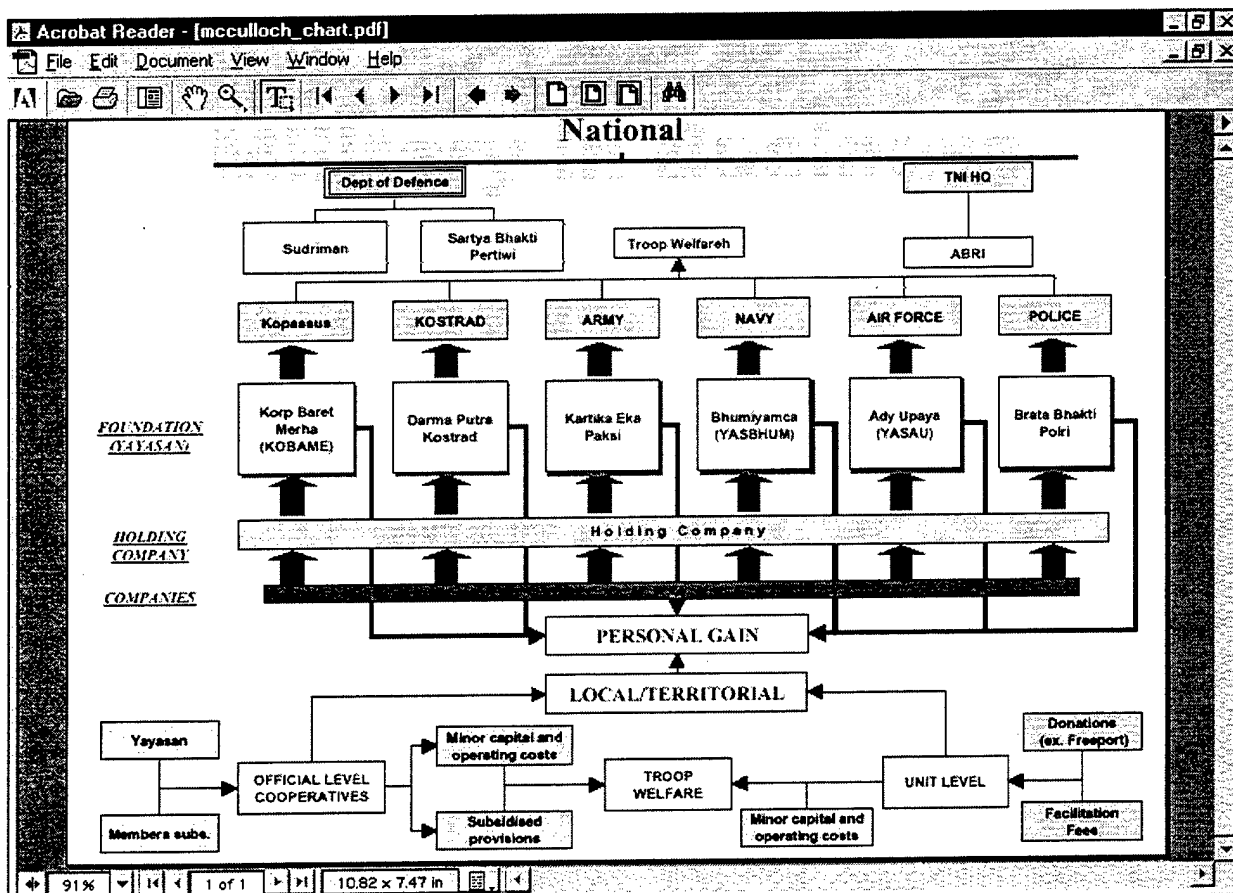 Acrobat Reader - [mcculloch_chart.pdf]
File Edit Document View Window Help
National
Dept of Defence
TNI HQ
Sudriman
Sartya Bhakti
Pertiwi
Troop Welfareh
ABRI
Kopassus
KOSTRAD
ARMY
NAVY
AIR FORCE
POLICE
FOUNDATION
(YAYASAN)
Korp Baret
Merha
(KOBAME)
Darma Putra
Kostrad
Kartika Eka
Paksi
Bhumiyamca
(YASBHUM)
Ady Upaya
(YASAU)
Brata Bhakti
Polri
HOLDING
COMPANY
Holding Company
COMPANIES
PERSONAL GAIN
LOCAL/TERRITORIAL
Yayasan
Members subs.
OFFICIAL LEVEL
COOPERATIVES
Minor capital and
operating costs
Subsidised
provisions
TROOP
WELFARE
Minor capital and
operating costs
UNIT LEVEL
Donations
(ex. Freeport)
Facilitation
Fees
91%
1 of 1
10.82 x 7.47 in